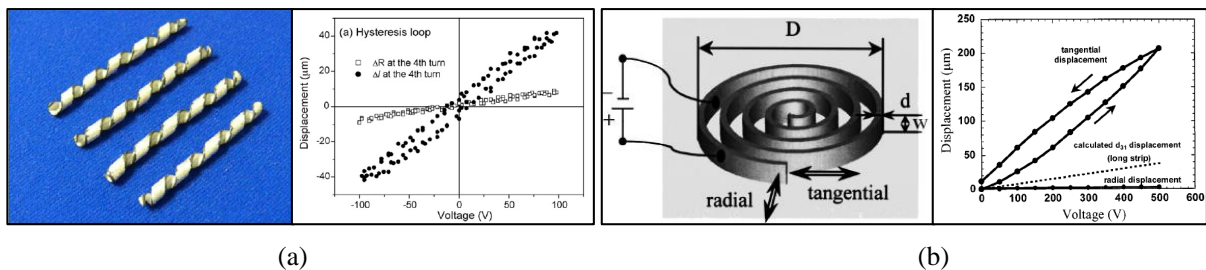 (a) Hysteresis loop
□ ΔR at the 4th turn
● Δl at the 4th turn
Displacement (μm)
40
20
0
-20
-40
-100
-50
0
50
100
Voltage (V)
D
d
W
−
+
radial
tangential
Displacement (μm)
250
200
150
100
50
0
tangential
displacement
calculated d31 displacement
(long strip)
radial displacement
0
100
200
300
400
500
600
Voltage (V)
(a)
(b)